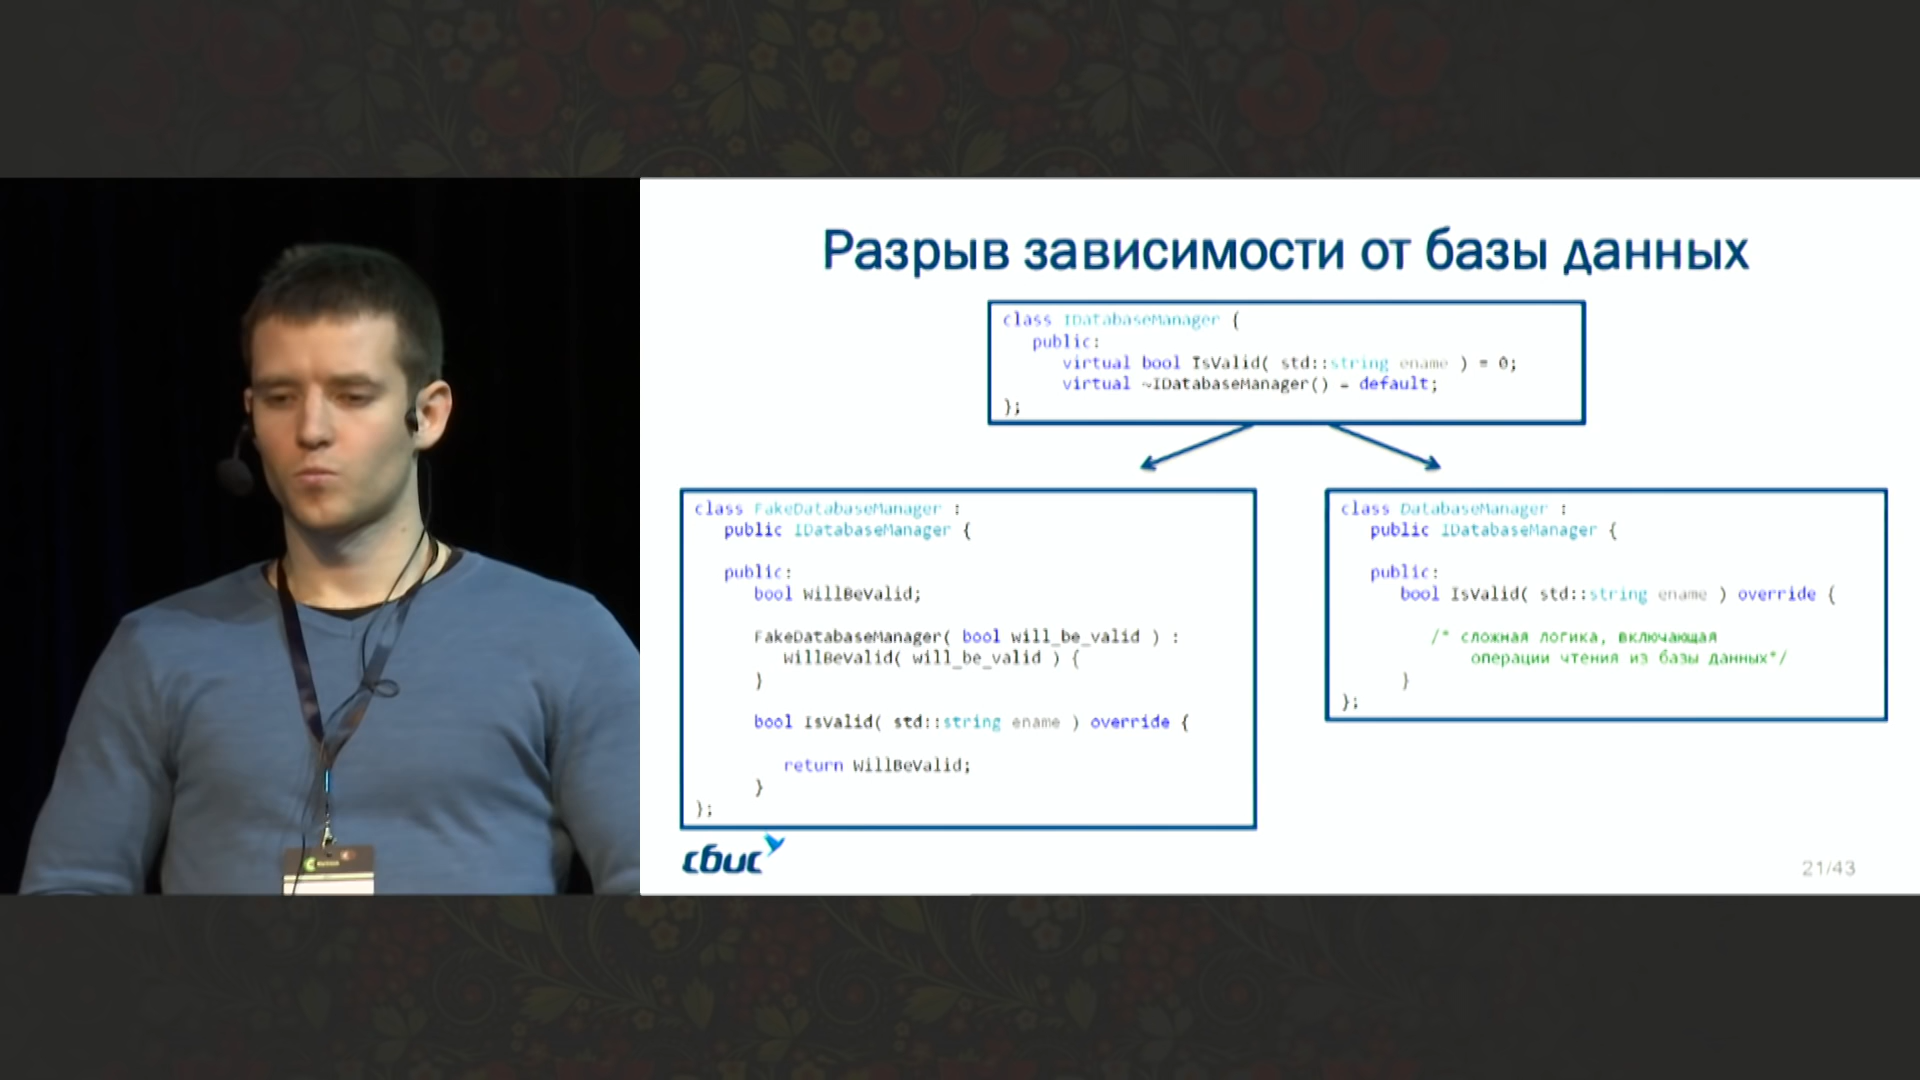 Разрыв зависимости от базы данных
class IDatabaseManager {
public:
virtual bool IsValid( std::string ename ) = 0;
virtual ~IDatabaseManager() = default;
};
class FakeDatabaseManager :
public IDatabaseManager {
public:
bool WillBeValid;
FakeDatabaseManager( bool will_be_valid ) :
WillBeValid( will_be_valid ) {
}
bool IsValid( std::string ename ) override {
return WillBeValid;
}
};
class DatabaseManager :
public IDatabaseManager {
public:
bool IsValid( std::string ename ) override {
/* сложная логика, включающая
операции чтения из базы данных*/
}
};
сбис
21/43